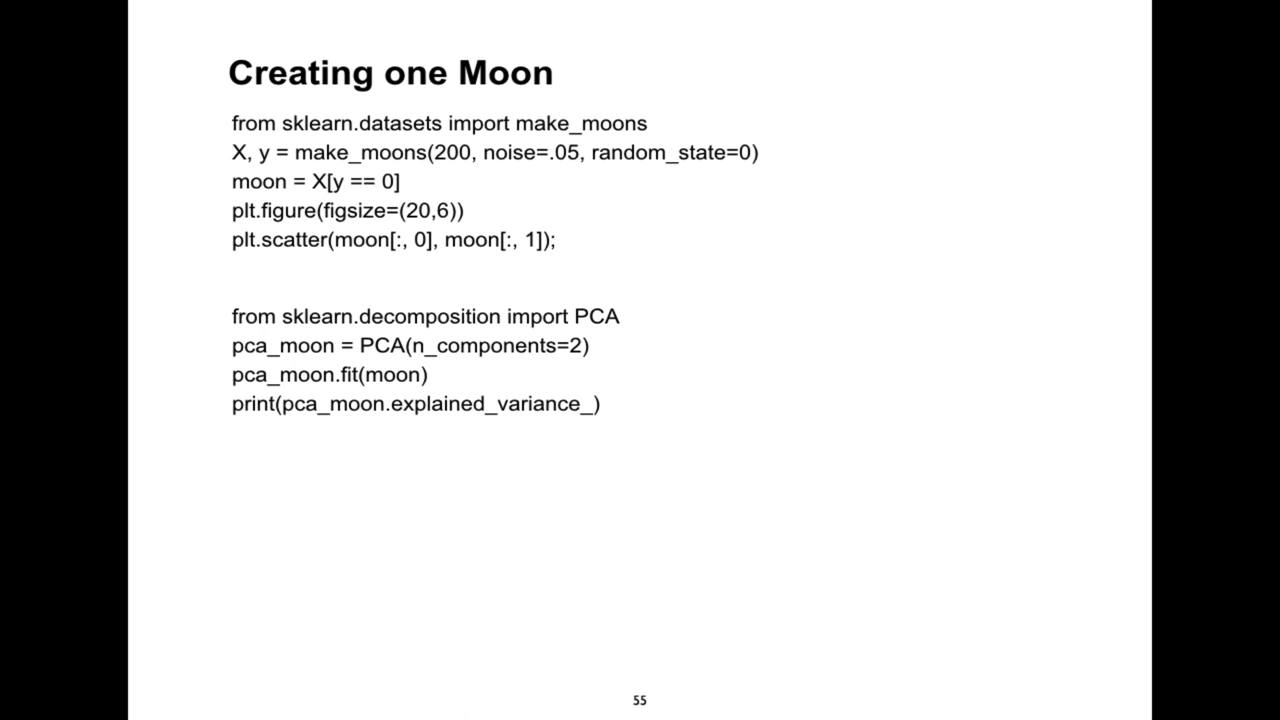 Creating one Moon
from sklearn.datasets import make_moons
X, y = make_moons(200, noise=.05, random_state=0)
moon = X[y == 0]
plt.figure(figsize=(20,6))
plt.scatter(moon[:, 0], moon[:, 1]);
from sklearn.decomposition import PCA
pca_moon = PCA(n_components=2)
pca_moon.fit(moon)
print(pca_moon.explained_variance_)
55